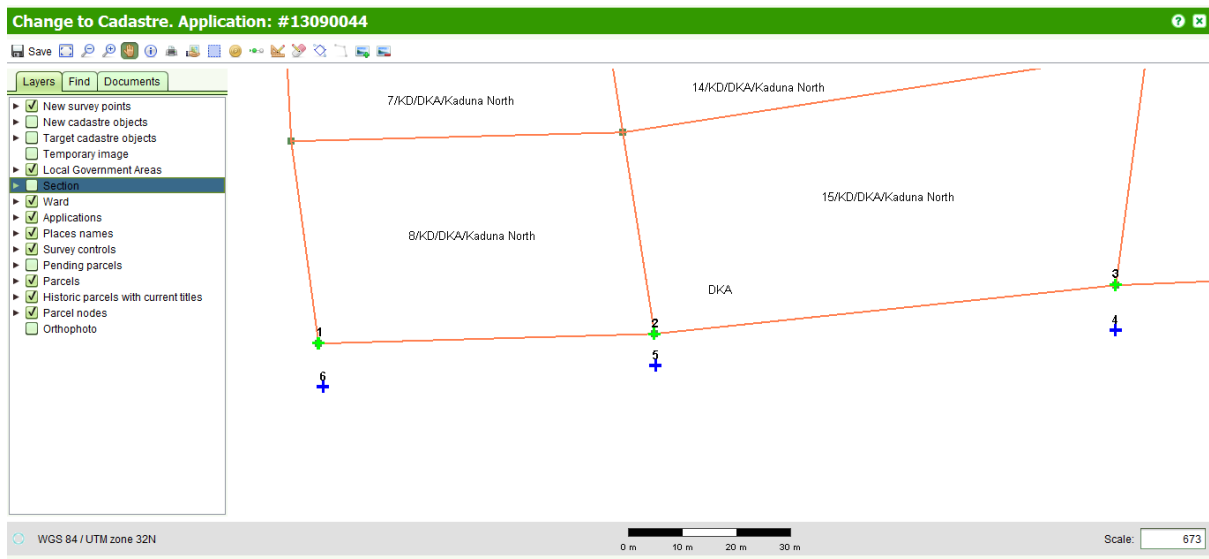 Change to Cadastre. Application: #13090044
Save
Layers Find Documents
New survey points
New cadastre objects
Target cadastre objects
Temporary image
Local Government Areas
Section
Ward
Applications
Places names
Survey controls
Pending parcels
Parcels
Historic parcels with current titles
Parcel nodes
Orthophoto
7/KD/DKA/Kaduna North
14/KD/DKA/Kaduna North
15/KD/DKA/Kaduna North
8/KD/DKA/Kaduna North
DKA
3
1
2
4
5
6
WGS 84 / UTM zone 32N
0 m 10 m 20 m 30 m
Scale: 673